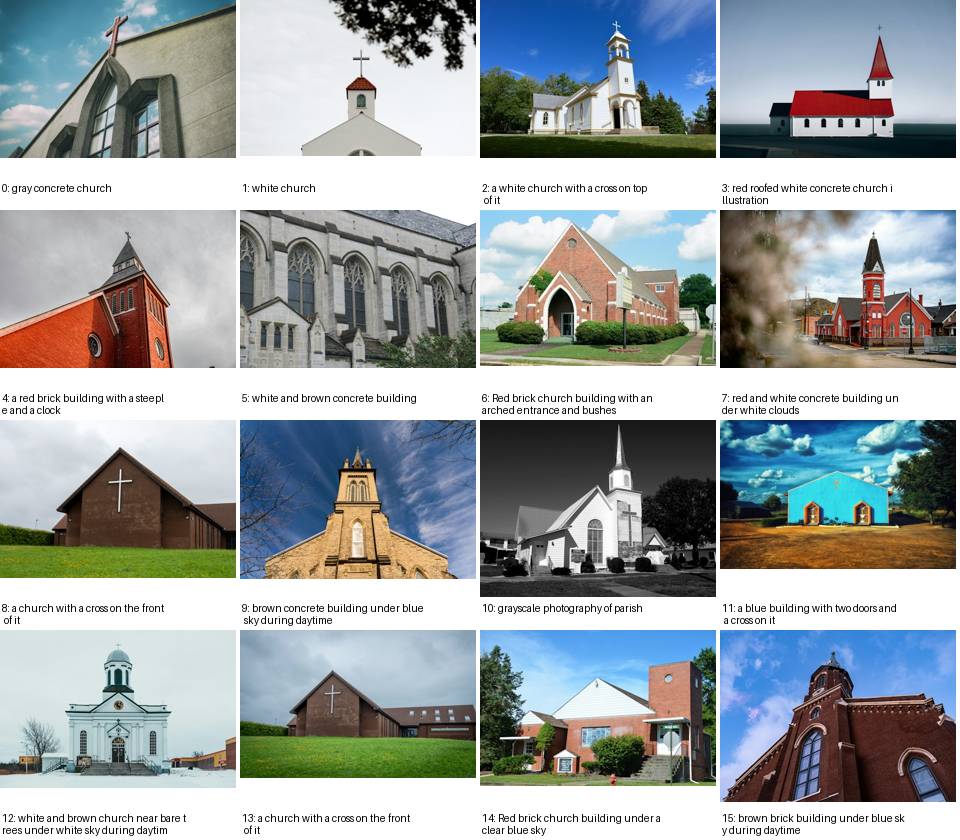 0: gray concrete church
1: white church
2: a white church with a cross on top
of it
3: red roofed white concrete church i
llustration
4: a red brick building with a steepl
e and a clock
5: white and brown concrete building
6: Red brick church building with an
arched entrance and bushes
7: red and white concrete building un
der white clouds
8: a church with a cross on the front
of it
9: brown concrete building under blue
sky during daytime
10: grayscale photography of parish
11: a blue building with two doors and
a cross on it
12: white and brown church near bare t
rees under white sky during daytim
13: a church with a cross on the front
of it
14: Red brick church building under a
clear blue sky
15: brown brick building under blue sk
y during daytime